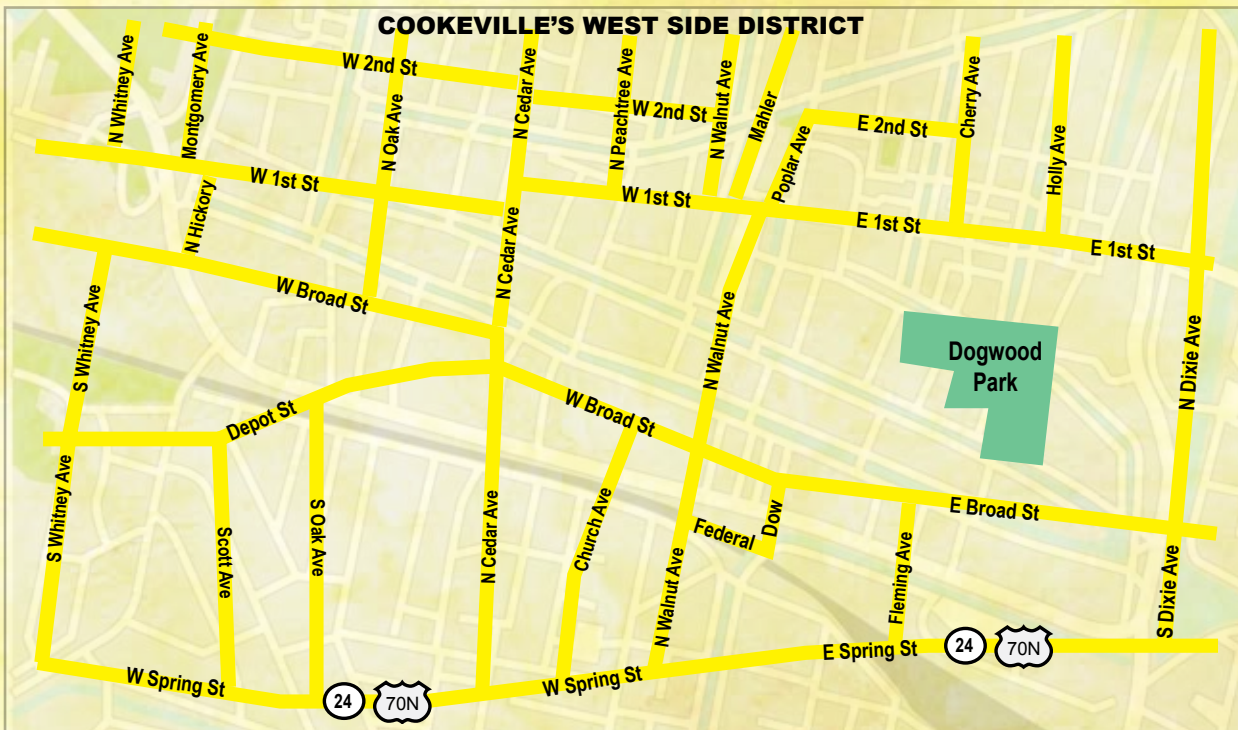 COOKEVILLE'S WEST SIDE DISTRICT
N Whitney Ave
Montgomery Ave
W 2nd St
N Oak Ave
N Cedar Ave
N Peachtree Ave
W 2nd St
N Walnut Ave
Mahler
Poplar Ave
E 2nd St
Cherry Ave
Holly Ave
N Hickory
W 1st St
W 1st St
E 1st St
E 1st St
N Cedar Ave
W Broad St
S Whitney Ave
N Walnut Ave
Dogwood
Park
N Dixie Ave
Depot St
W Broad St
S Whitney Ave
Scott Ave
S Oak Ave
N Cedar Ave
Church Ave
Federal
Dow
E Broad St
N Walnut Ave
Fleming Ave
S Dixie Ave
W Spring St
24
70N
W Spring St
E Spring St
24
70N